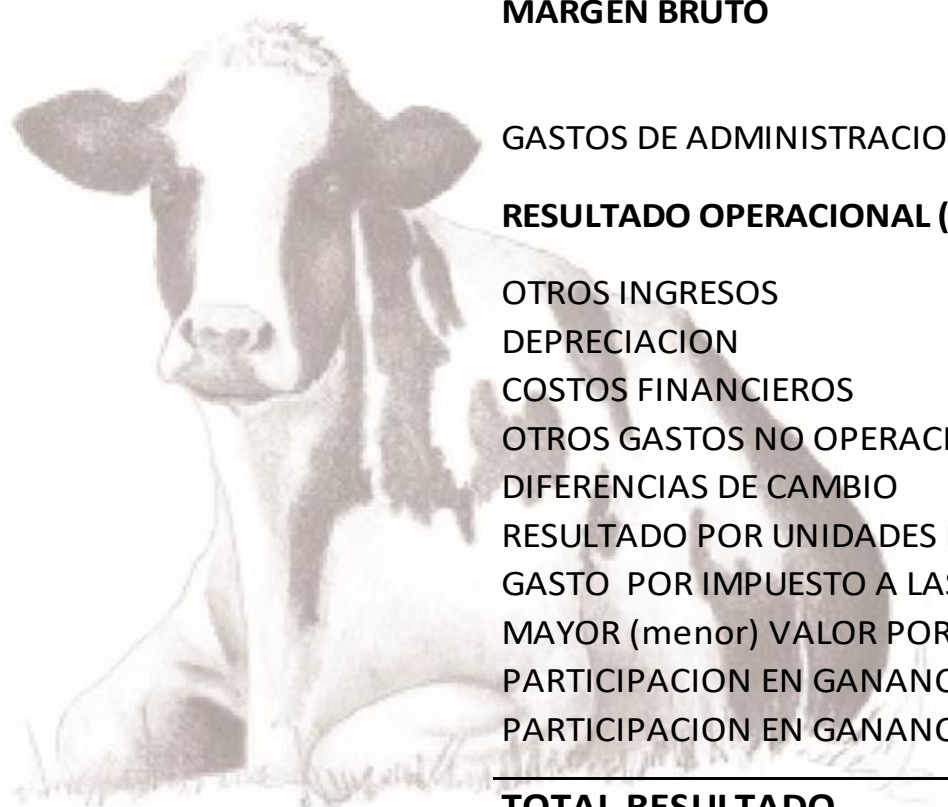 MARGEN BRUTO
GASTOS DE ADMINISTRACIO
RESULTADO OPERACIONAL (
OTROS INGRESOS
DEPRECIACION
COSTOS FINANCIEROS
OTROS GASTOS NO OPERACI
DIFERENCIAS DE CAMBIO
RESULTADO POR UNIDADES
GASTO POR IMPUESTO A LAS
MAYOR (menor) VALOR POR
PARTICIPACION EN GANANC
PARTICIPACION EN GANANC
TOTAL RESULTADO